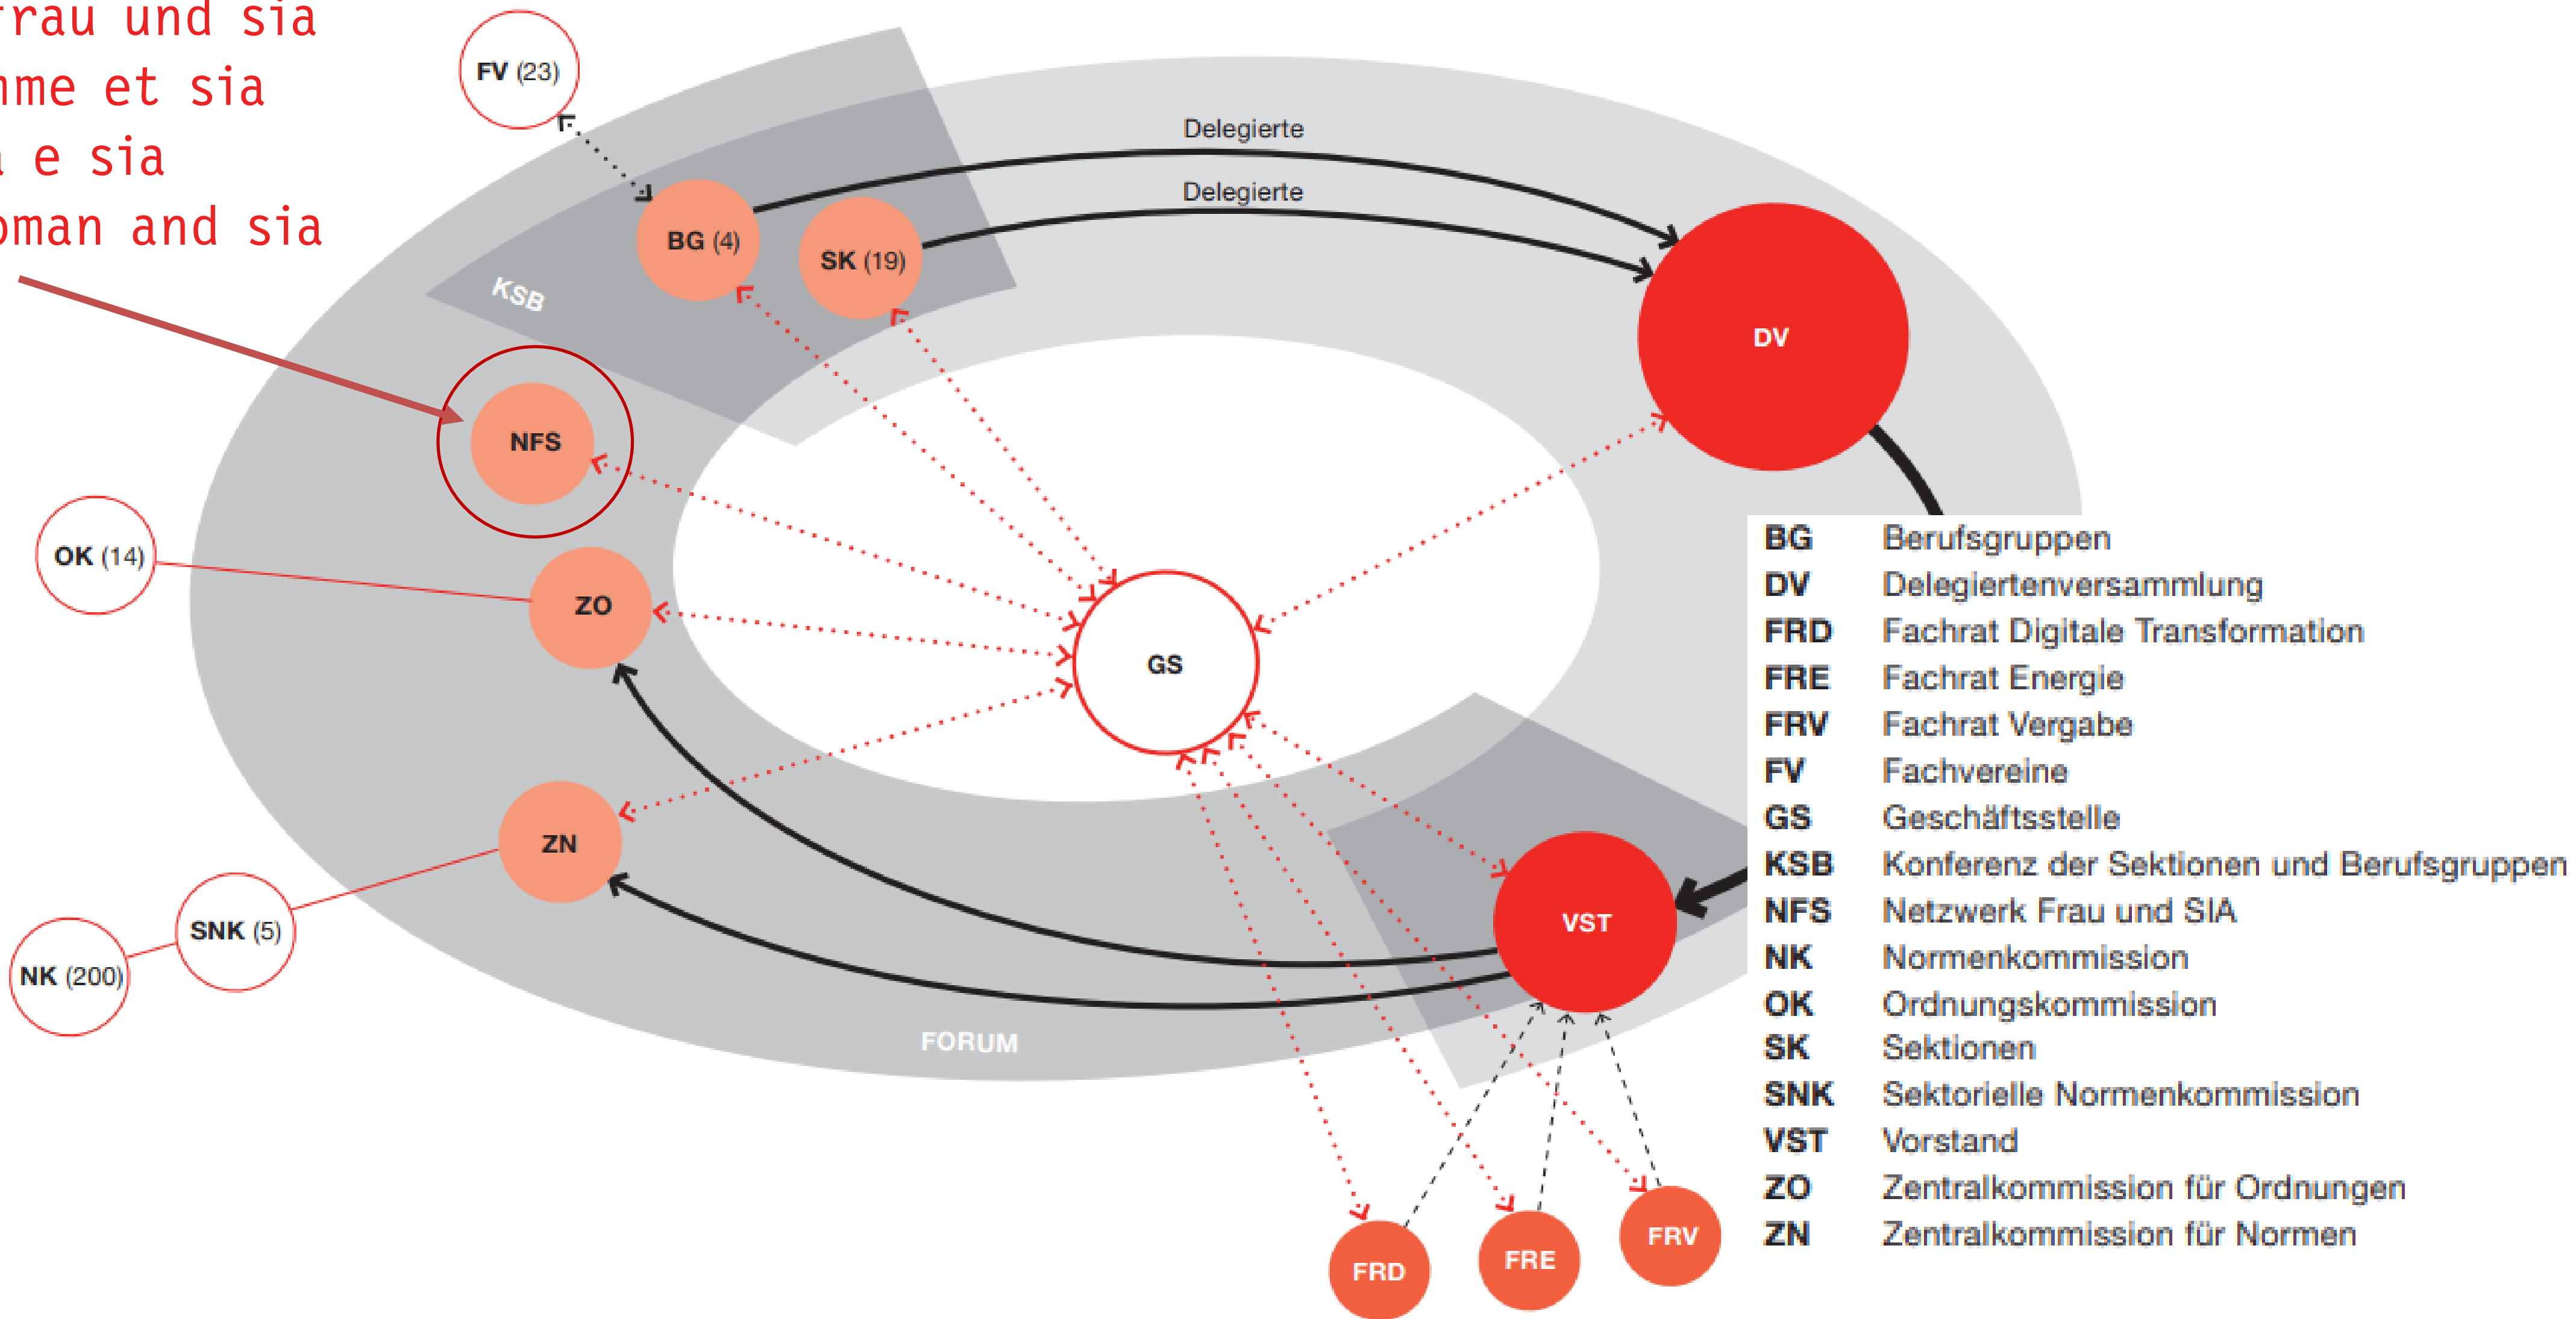 und sia
et sia
e sia
and sia
FV (23)
Delegierte
Delegierte
BG (4)
SK (19)
KSB
DV
NFS
OK (14)
ZO
GS
ZN
SNK (5)
NK (200)
VST
FORUM
FRD
FRE
FRV
BG Berufsgruppen
DV Delegiertenversammlung
FRD Fachrat Digitale Transformation
FRE Fachrat Energie
FRV Fachrat Vergabe
FV Fachvereine
GS Geschäftsstelle
KSB Konferenz der Sektionen und Berufsgruppen
NFS Netzwerk Frau und SIA
NK Normenkommission
OK Ordnungskommission
SK Sektionen
SNK Sektorielle Normenkommission
VST Vorstand
ZO Zentralkommission für Ordnungen
ZN Zentralkommission für Normen